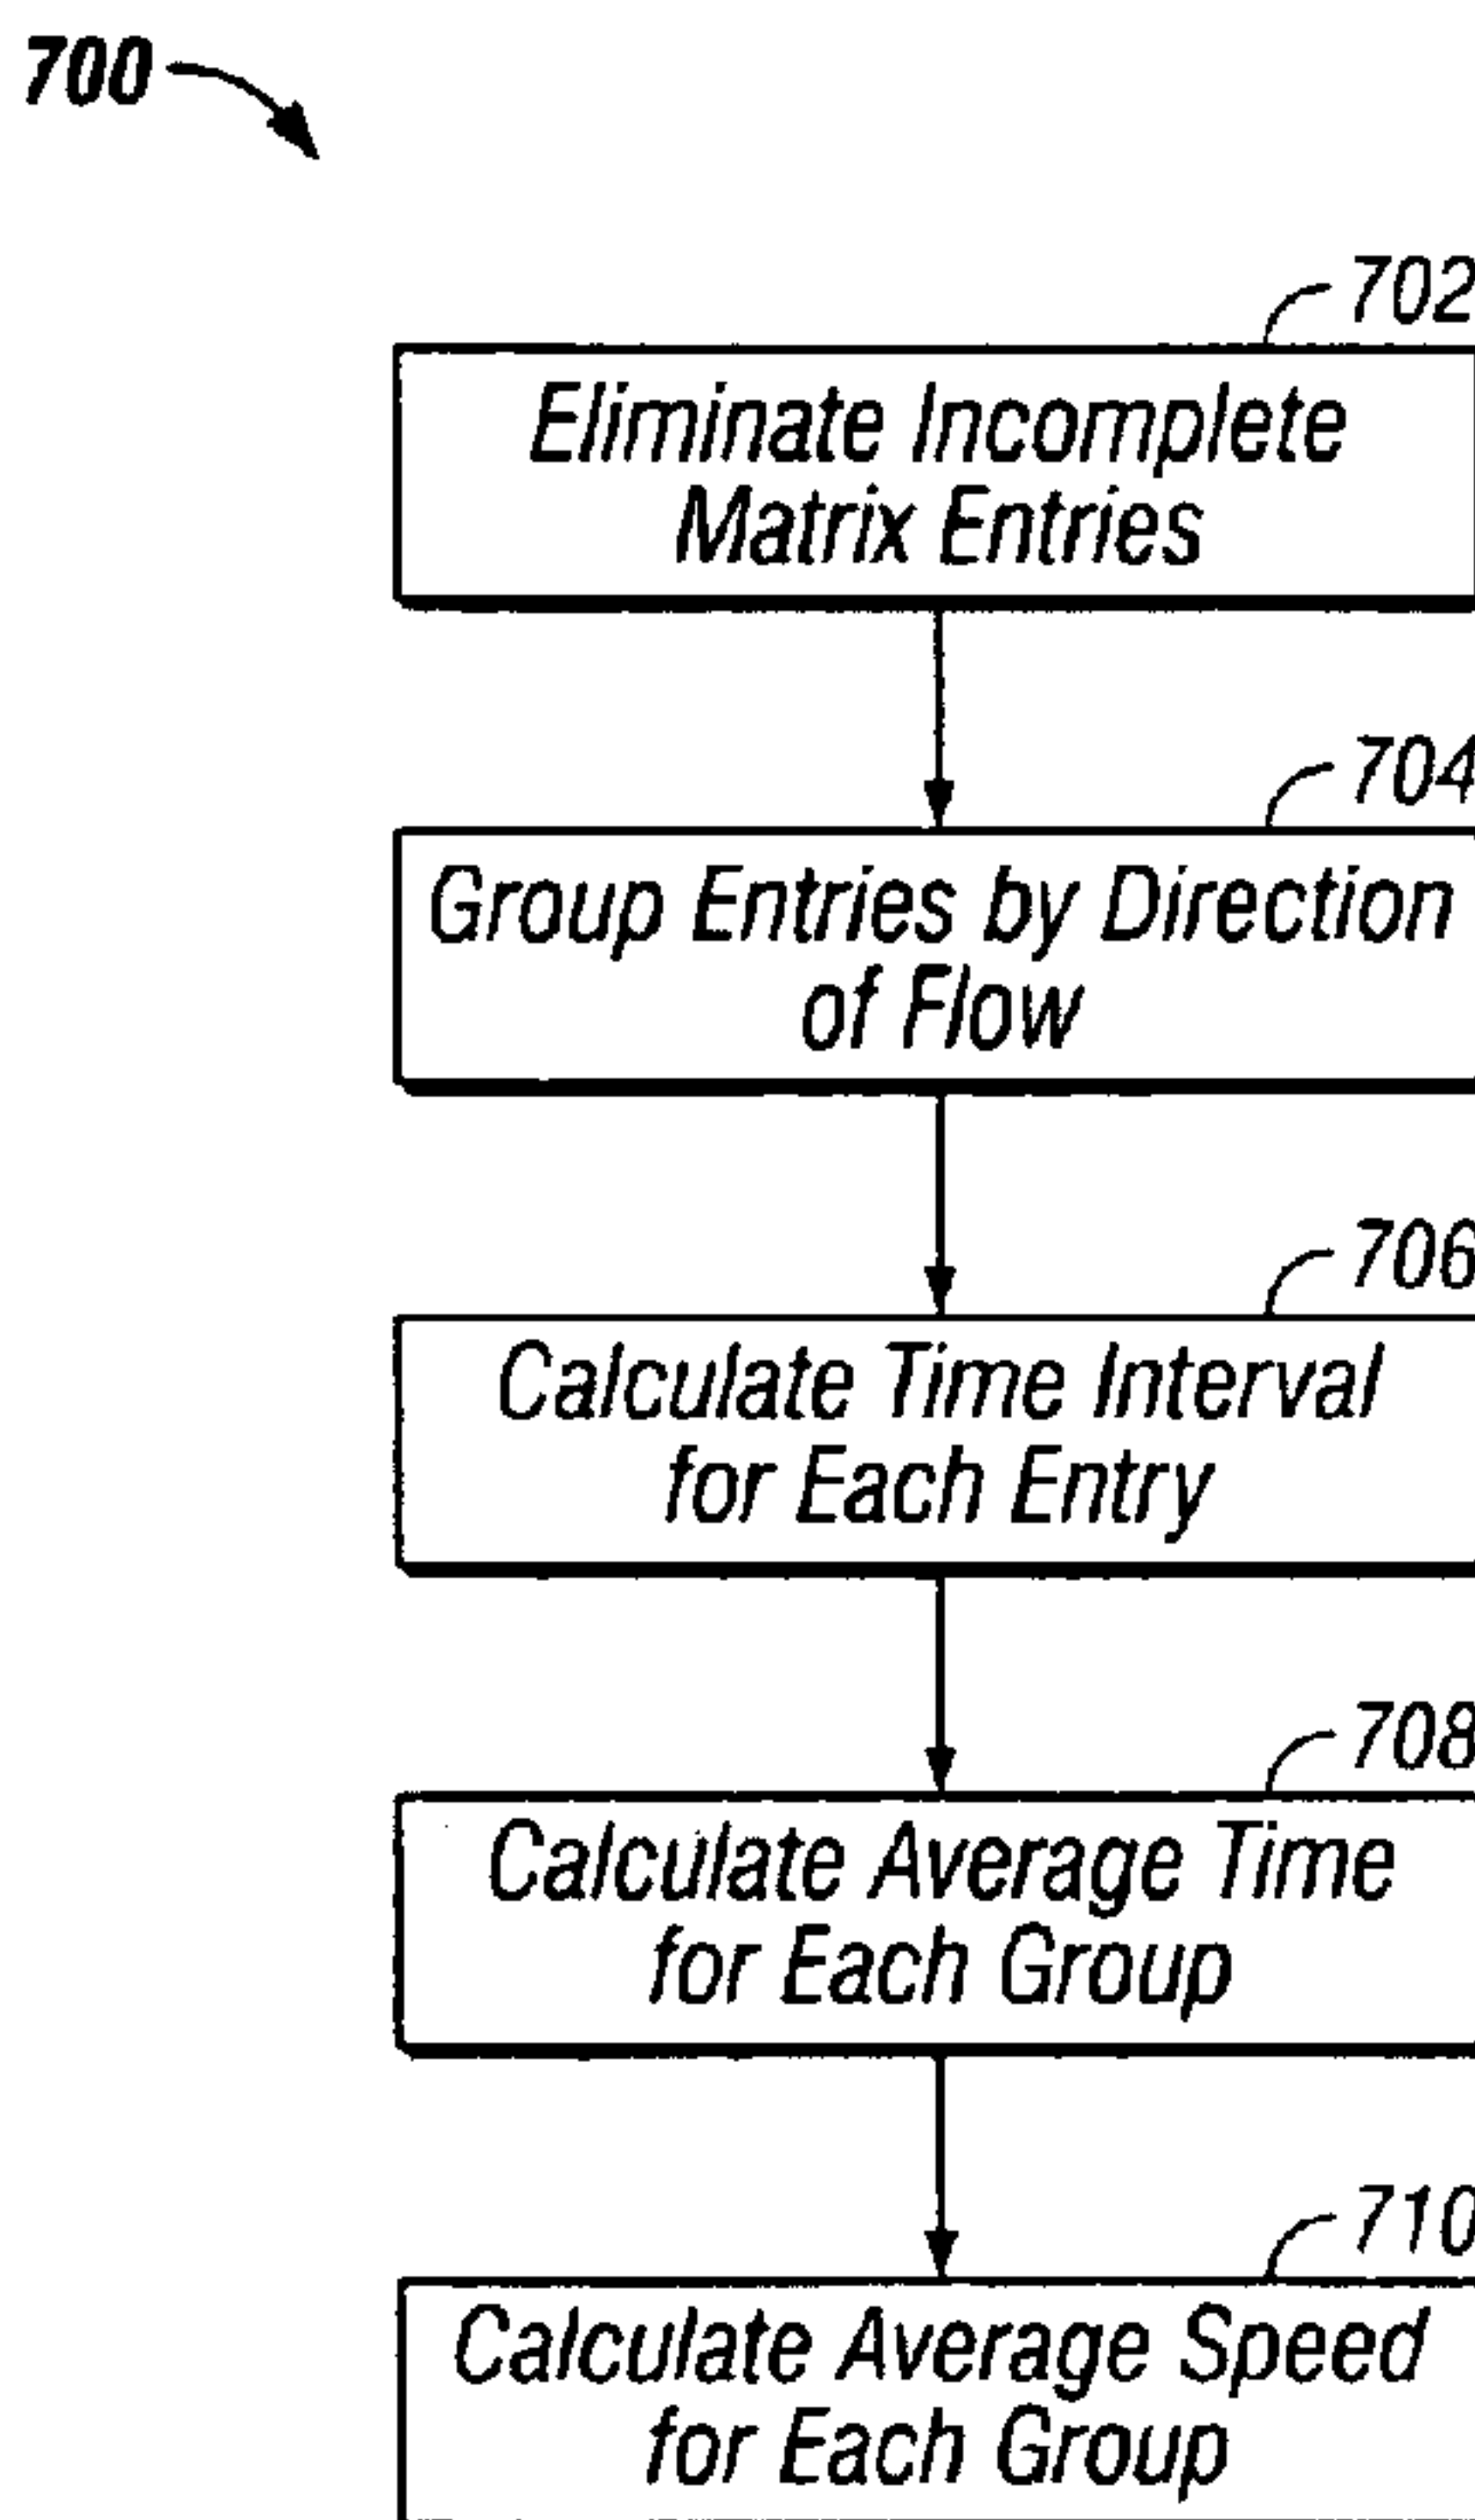 700
702
Eliminate Incomplete
Matrix Entries
704
Group Entries by Direction
of Flow
706
Calculate Time Interval
for Each Entry
708
Calculate Average Time
for Each Group
710
Calculate Average Speed
for Each Group